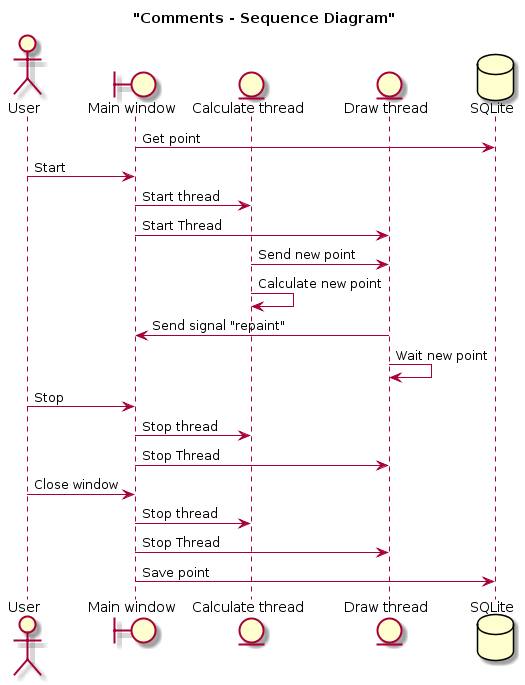 "Comments - Sequence Diagram"
User Main window Calculate thread Draw thread SQLite
Get point
Start
Start thread
Start Thread
Send new point
Calculate new point
Send signal "repaint"
Wait new point
Stop
Stop thread
Stop Thread
Close window
Stop thread
Stop Thread
Save point
User Main window Calculate thread Draw thread SQLite